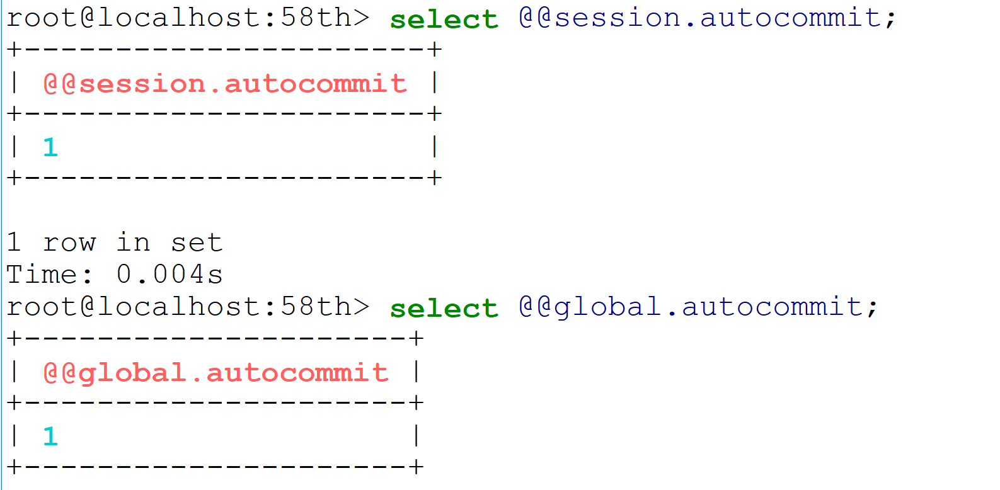 root@localhost:58th> select @@session.autocommit;
+----------------------+
| @@session.autocommit |
+----------------------+
| 1                    |
+----------------------+

1 row in set
Time: 0.004s
root@localhost:58th> select @@global.autocommit;
+---------------------+
| @@global.autocommit |
+---------------------+
| 1                   |
+---------------------+